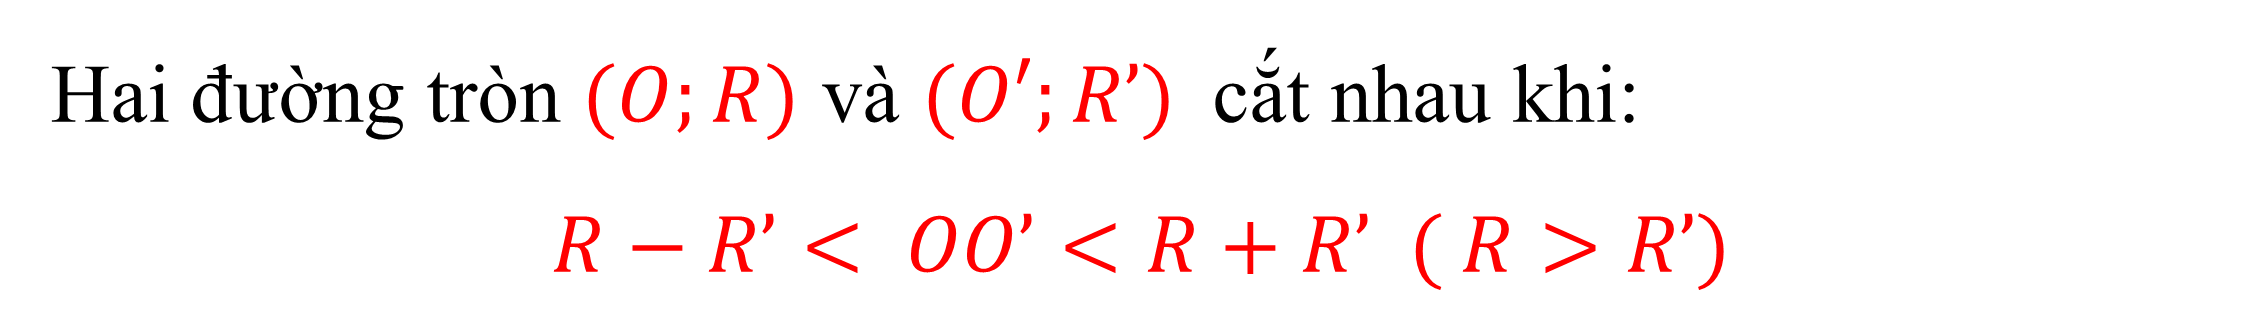 Hai đường tròn (O; R) và (O′; R’) cắt nhau khi:
R − R’ < OO’ < R + R’ ( R > R’)